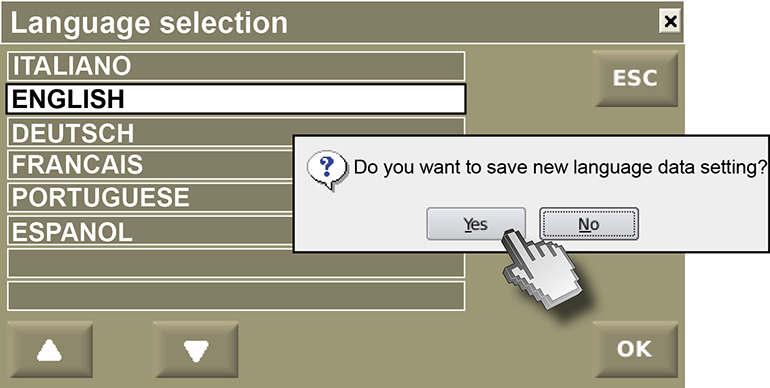 Language selection
ITALIANO
ESC
ENGLISH
DEUTSCH
FRANCAIS
PORTUGUESE
ESPANOL
? Do you want to save new language data setting?
Yes No
OK